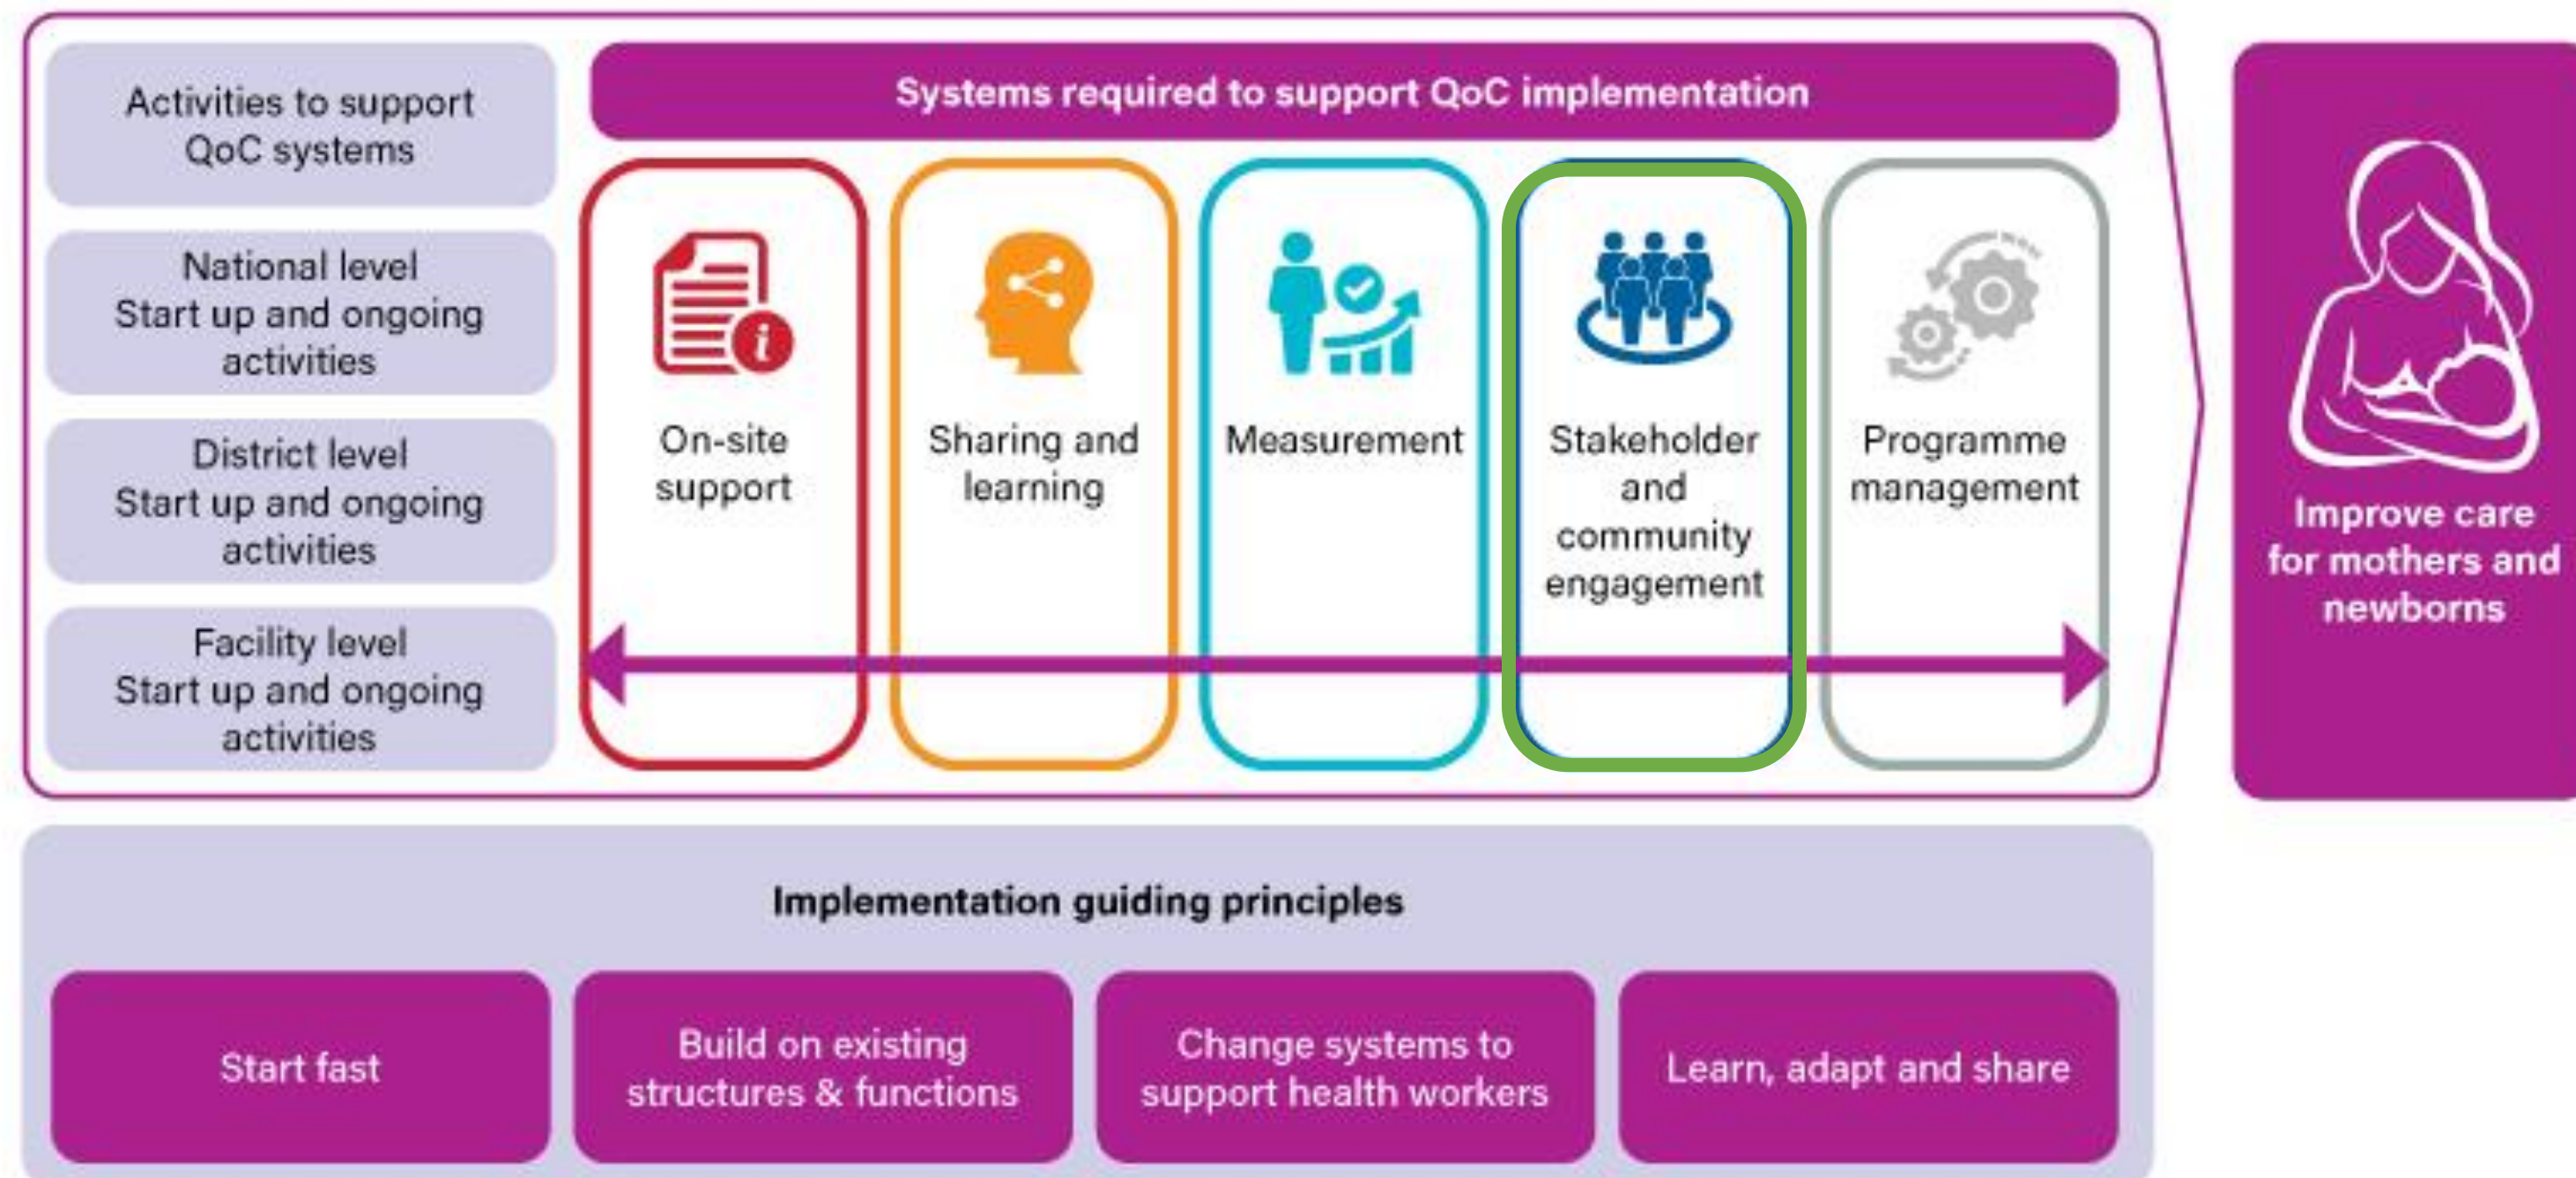 Activities to support
QoC systems
National level
Start up and ongoing
activities
District level
Start up and ongoing
activities
Facility level
Start up and ongoing
activities
Systems required to support QoC implementation
i
On-site
support
Sharing and
learning
Measurement
Stakeholder
and
community
engagement
Programme
management
Improve care
for mothers and
newborns
Implementation guiding principles
Start fast
Build on existing
structures & functions
Change systems to
support health workers
Learn, adapt and share